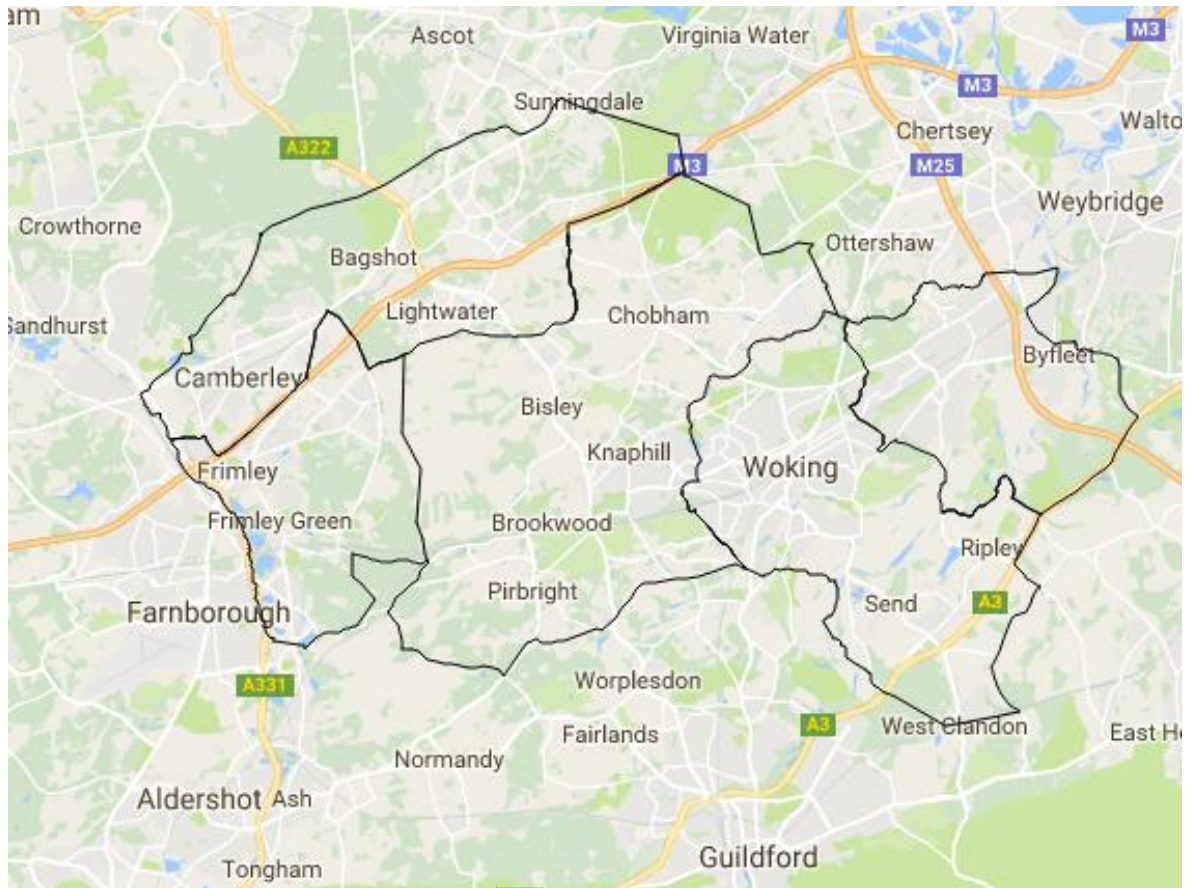 am
Ascot
Virginia Water
M3
M3
Sunningdale
Chertsey
Walto
A322
M3
M25
Weybridge
Crowthorne
Bagshot
Ottershaw
Sandhurst
Lightwater
Chobham
Byfleet
Camberley
Bisley
Knaphill
Woking
Frimley
Frimley Green
Brookwood
Ripley
Pirbright
Send
A3
Farnborough
A331
Worplesdon
A3
West Clandon
Fairlands
East Ho
Normandy
Aldershot
Ash
Guildford
Tongham